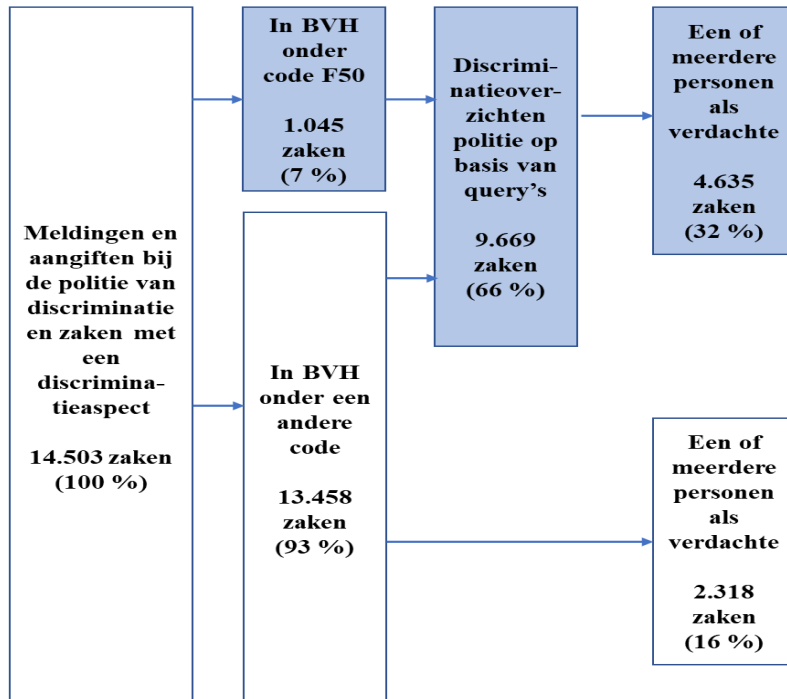 Meldingen en
aangiften bij
de politie van
discriminatie
en zaken met
een
discrimina-
tieaspect
14.503 zaken
(100 %)
In BVH
onder
code F50
1.045
zaken
(7 %)
In BVH
onder een
andere
code
13.458
zaken
(93 %)
Discrimi-
natieover-
zichten
politie op
basis van
query’s
9.669
zaken
(66 %)
Een of
meerdere
personen
als
verdachte
4.635
zaken
(32 %)
Een of
meerdere
personen
als
verdachte
2.318
zaken
(16 %)